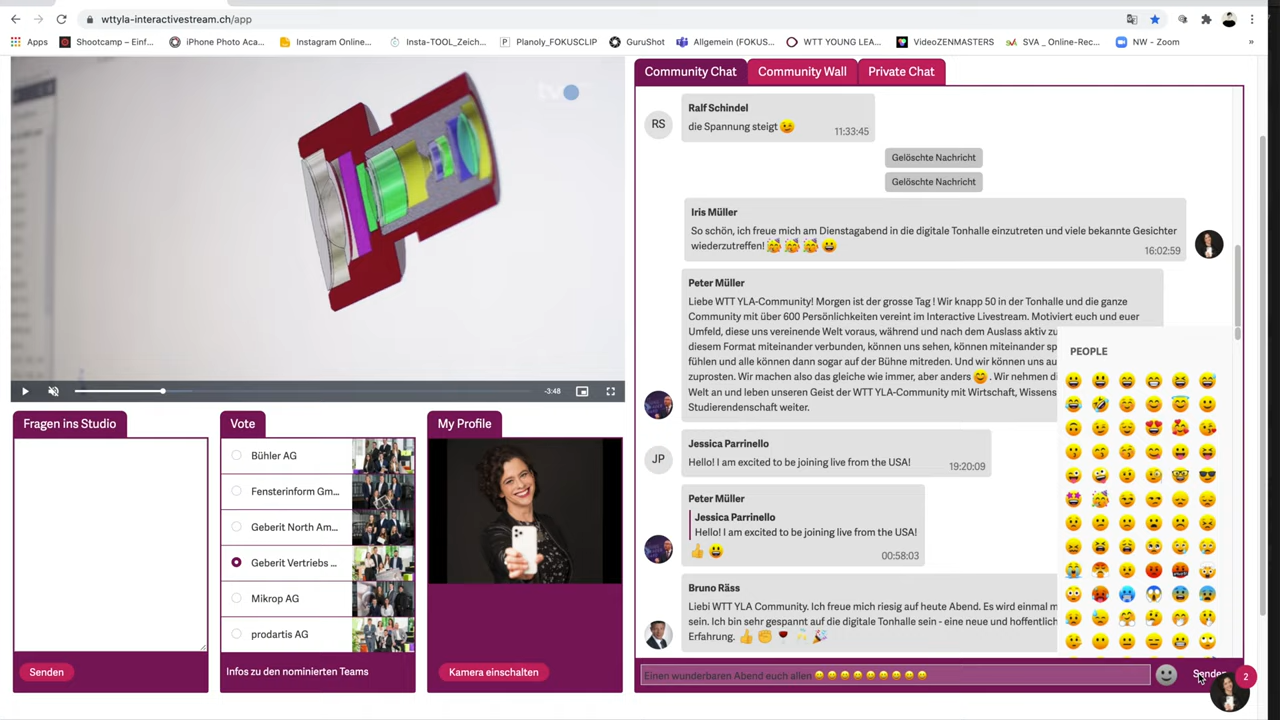 wttyla-interactivestream.ch/app
Apps
Shootcamp – Einf...
iPhone Photo Aca...
Instagram Online...
Insta-TOOL_Zeich...
Planoly_FOKUSCLIP
GuruShot
Allgemein (FOKUS...
WTT YOUNG LEA...
VideoZENMASTERS
SVA _ Online-Rec...
NW - Zoom
»
tvo
-3:48
Fragen ins Studio
Senden
Vote
Bühler AG
Fensterinform Gm...
Geberit North Am...
Geberit Vertriebs ...
Mikrop AG
prodartis AG
Infos zu den nominierten Teams
My Profile
Kamera einschalten
Community Chat
Community Wall
Private Chat
RS
Ralf Schindel
die Spannung steigt 😉
11:33:45
Gelöschte Nachricht
Gelöschte Nachricht
Iris Müller
So schön, ich freue mich am Dienstagabend in die digitale Tonhalle einzutreten und viele bekannte Gesichter
wiederzutreffen! 🥳 🥳 🥳 😀
16:02:59
Peter Müller
Liebe WTT YLA-Community! Morgen ist der grosse Tag ! Wir knapp 50 in der Tonhalle und die ganze
Community mit über 600 Persönlichkeiten vereint im Interactive Livestream. Motiviert euch und euer
Umfeld, diese uns vereinende Welt voraus, während und nach dem Auslass aktiv zu
diesem Format miteinander verbunden, können uns sehen, können miteinander sp
fühlen und alle können dann sogar auf der Bühne mitreden. Und wir können uns au
zuprosten. Wir machen also das gleiche wie immer, aber anders 😊 . Wir nehmen di
Welt an und leben unseren Geist der WTT YLA-Community mit Wirtschaft, Wissens
Studierendenschaft weiter.
JP
Jessica Parrinello
Hello! I am excited to be joining live from the USA!
19:20:09
Peter Müller
Jessica Parrinello
Hello! I am excited to be joining live from the USA!
👍 😃
00:58:03
Bruno Räss
Liebi WTT YLA Community. Ich freue mich riesig auf heute Abend. Es wird einmal m
sein. Ich bin sehr gespannt auf die digitale Tonhalle sein - eine neue und hoffentlich
Erfahrung. 👍 ✊ 🍷 🥂 🎉
PEOPLE
Einen wunderbaren Abend euch allen
Senden
2